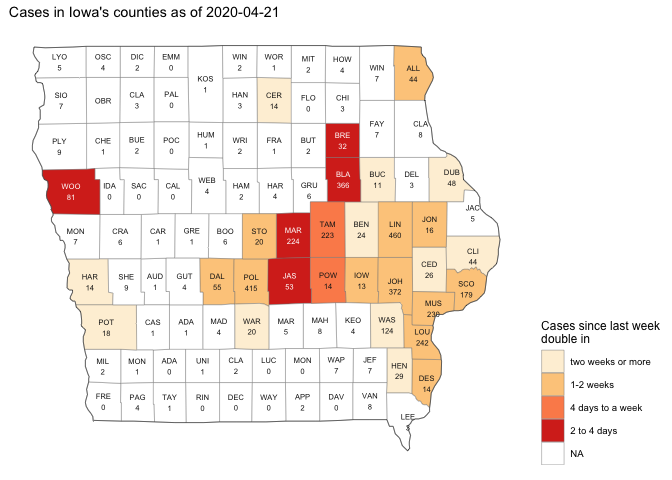 Cases in Iowa's counties as of 2020-04-21
LYO OSC DIC EMM WIN WOR MIT HOW WIN ALL
5 4 2 0 2 1 2 4 7 44
KOS
1
SIO OBR CLA PAL HAN CER FLO CHI
7 3 0 3 14 0 3
FAY CLA
7 8
PLY CHE BUE POC HUM WRI FRA BUT BRE
9 1 2 0 1 2 1 2 32
WOO IDA SAC CAL WEB HAM HAR GRU BLA BUC DEL DUB
81 0 0 0 4 2 4 6 366 11 3 48
JAC
5
MON CRA CAR GRE BOO STO MAR TAM BEN LIN JON
7 6 1 1 6 20 224 223 24 460 16
CLI
44
CED
26
HAR SHE AUD GUT DAL POL JAS POW IOW JOH SCO
14 9 1 4 55 415 53 14 13 372 179
MUS
239
POT CAS ADA MAD WAR MAR MAH KEO WAS LOU
18 1 1 4 20 5 8 4 124 242
MIL MON ADA UNI CLA LUC MON WAP JEF HEN DES
2 1 0 1 2 0 0 7 7 29 14
FRE PAG TAY RIN DEC WAY APP DAV VAN
0 4 1 0 0 0 2 0 8
LEE
3
Cases since last week
double in
two weeks or more
1-2 weeks
4 days to a week
2 to 4 days
NA